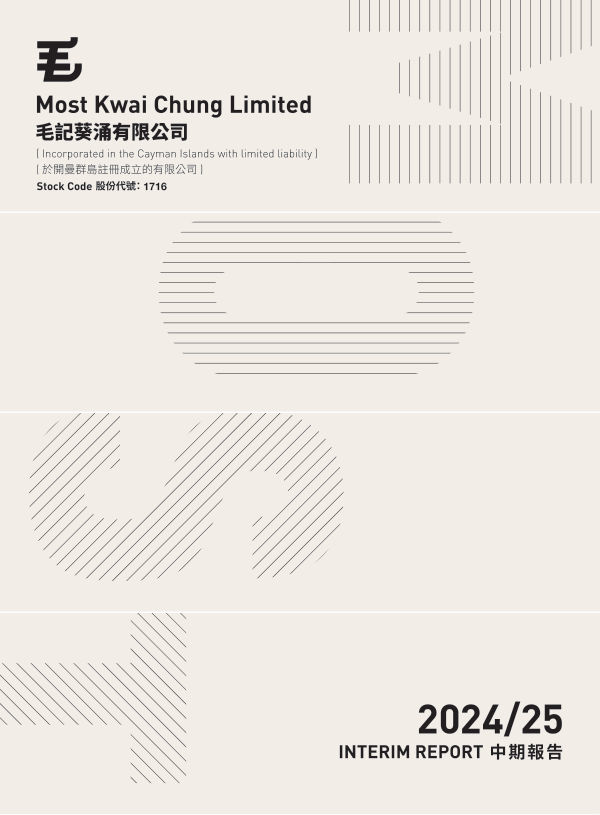 毛
Most Kwai Chung Limited
毛記葵涌有限公司
( Incorporated in the Cayman Islands with limited liability )
( 於開曼群島註冊成立的有限公司 )
Stock Code 股份代號: 1716
M
O
S
T
2024/25
INTERIM REPORT 中期報告